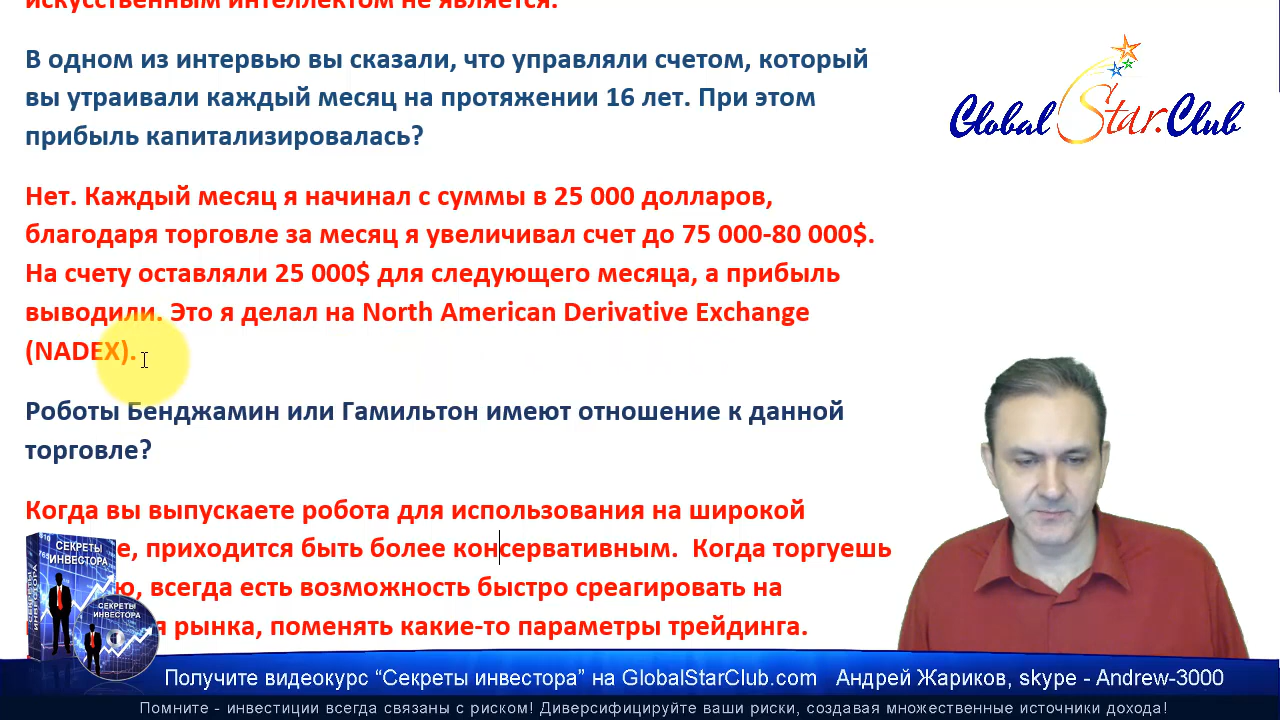 искусственным интеллектом не является.
В одном из интервью вы сказали, что управляли счетом, который
вы утраивали каждый месяц на протяжении 16 лет. При этом
прибыль капитализировалась?
Global Star.Club
Нет. Каждый месяц я начинал с суммы в 25 000 долларов,
благодаря торговле за месяц я увеличивал счет до 75 000-80 000$.
На счету оставляли 25 000$ для следующего месяца, а прибыль
выводили. Это я делал на North American Derivative Exchange
(NADEX).
Роботы Бенджамин или Гамильтон имеют отношение к данной
торговле?
Когда вы выпускаете робота для использования на широкой
е, приходится быть более консервативным. Когда торгуешь
ю, всегда есть возможность быстро среагировать на
я рынка, поменять какие-то параметры трейдинга.
СЕКРЕТЫ
ИНВЕСТОРА
СЕКРЕТЫ
ИНВЕСТОРА
Получите видеокурс “Секреты инвестора” на GlobalStarClub.com Андрей Жариков, skype - Andrew-3000
Помните - инвестиции всегда связаны с риском! Диверсифицируйте ваши риски, создавая множественные источники дохода!